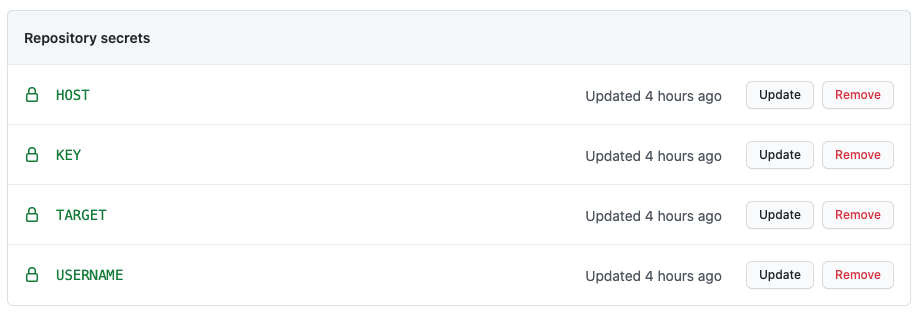 Repository secrets
HOST Updated 4 hours ago Update Remove
KEY Updated 4 hours ago Update Remove
TARGET Updated 4 hours ago Update Remove
USERNAME Updated 4 hours ago Update Remove